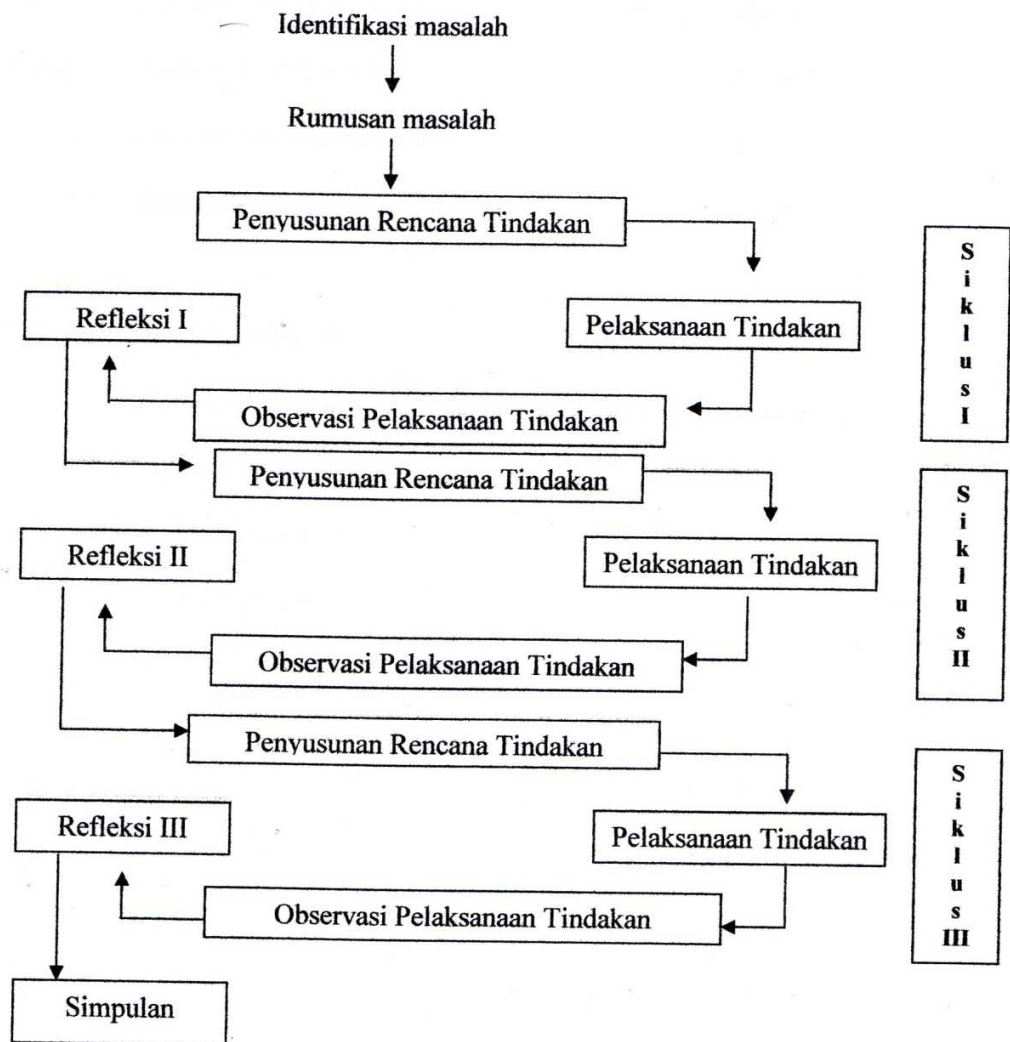 Identifikasi masalah
Rumusan masalah
Penyusunan Rencana Tindakan
Refleksi I
Pelaksanaan Tindakan
Observasi Pelaksanaan Tindakan
Siklus I
Penyusunan Rencana Tindakan
Refleksi II
Pelaksanaan Tindakan
Observasi Pelaksanaan Tindakan
Siklus II
Penyusunan Rencana Tindakan
Refleksi III
Pelaksanaan Tindakan
Observasi Pelaksanaan Tindakan
Siklus III
Simpulan